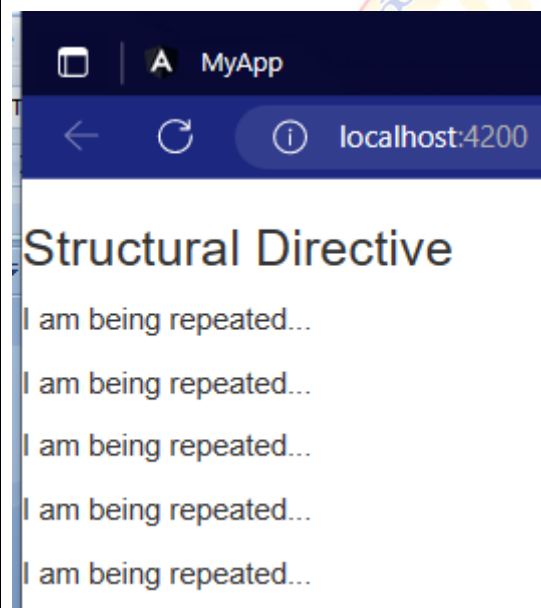 MyApp
localhost:4200
Structural Directive
I am being repeated...
I am being repeated...
I am being repeated...
I am being repeated...
I am being repeated...